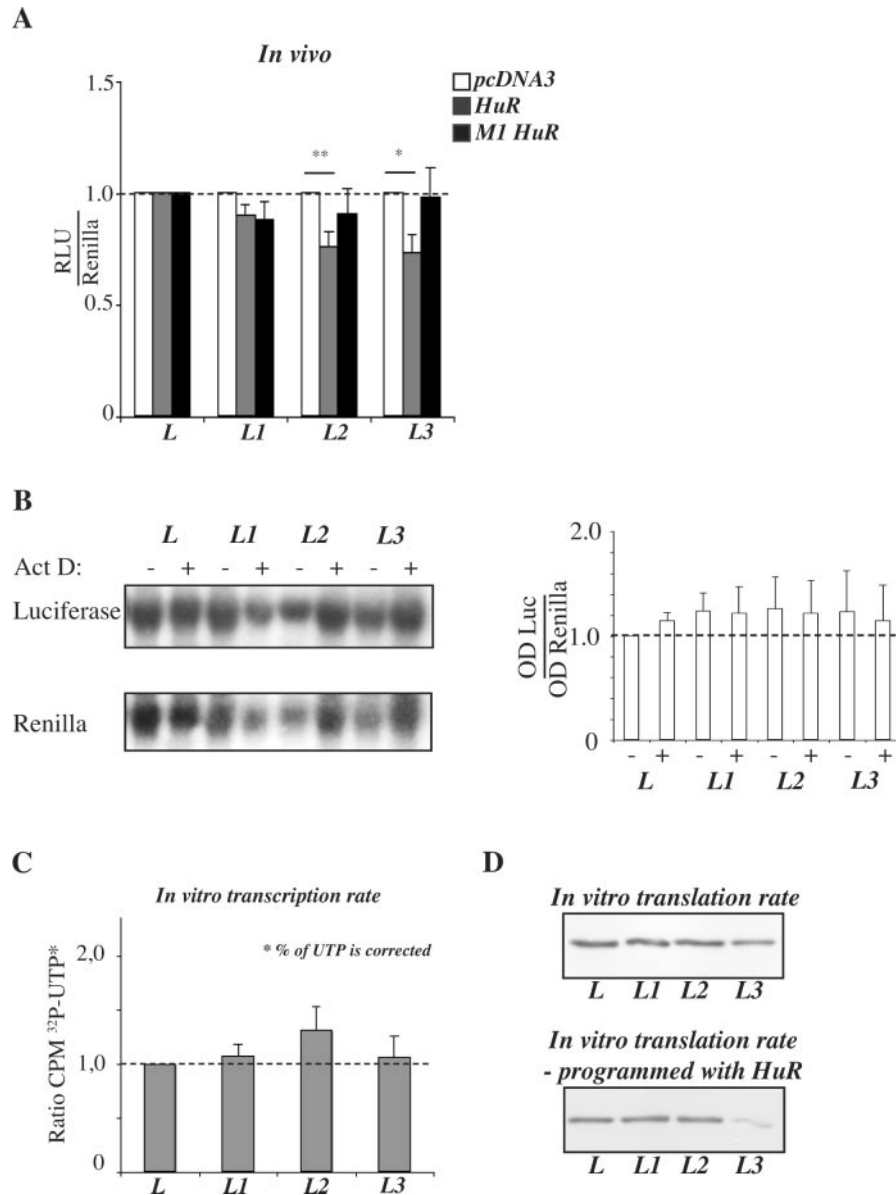 A
In vivo
pcDNA3
HuR
M1 HuR
1.5
1.0
0.5
0
RLU
Renilla
** *
L L1 L2 L3
B
L L1 L2 L3
Act D: - + - + - + - +
Luciferase
Renilla
2.0
1.0
0
OD Luc
OD Renilla
- + - + - + - +
L L1 L2 L3
C
In vitro transcription rate
* % of UTP is corrected
2,0
1,0
0
Ratio CPM ³²P-UTP*
L L1 L2 L3
D
In vitro translation rate
L L1 L2 L3
In vitro translation rate
- programmed with HuR
L L1 L2 L3